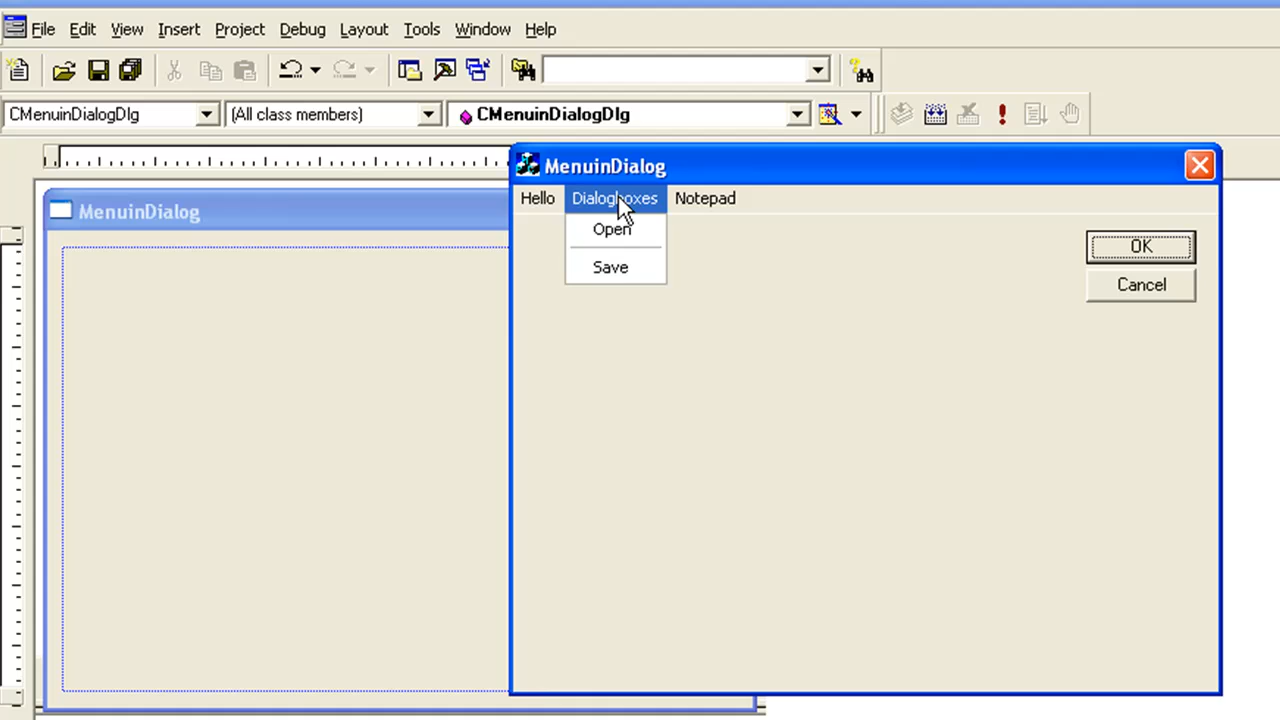 File Edit View Insert Project Debug Layout Tools Window Help
CMenuinDialogDlg (All class members) CMenuinDialogDlg
MenuinDialog
Hello Dialogboxes Notepad
MenuinDialog
Open
OK
Save
Cancel